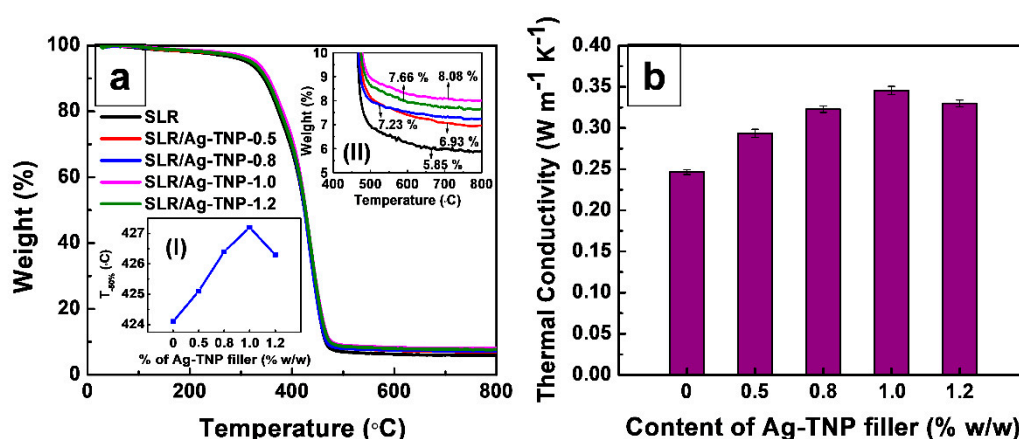 a
100
80
60
40
20
0
Weight (%)
0
200
400
600
800
Temperature (◦C)
SLR
SLR/Ag-TNP-0.5
SLR/Ag-TNP-0.8
SLR/Ag-TNP-1.0
SLR/Ag-TNP-1.2
(I)
427
426
425
424
T-50% (◦C)
0 0.5 0.8 1.0 1.2
% of Ag-TNP filler (% w/w)
(II)
10
9
8
7
6
5
Weight (%)
7.66 %
8.08 %
7.23 %
6.93 %
5.85 %
400 500 600 700 800
Temperature (◦C)
b
0.40
0.35
0.30
0.25
0.20
0.15
0.10
0.05
0.00
Thermal Conductivity (W m⁻¹ K⁻¹)
0 0.5 0.8 1.0 1.2
Content of Ag-TNP filler (% w/w)